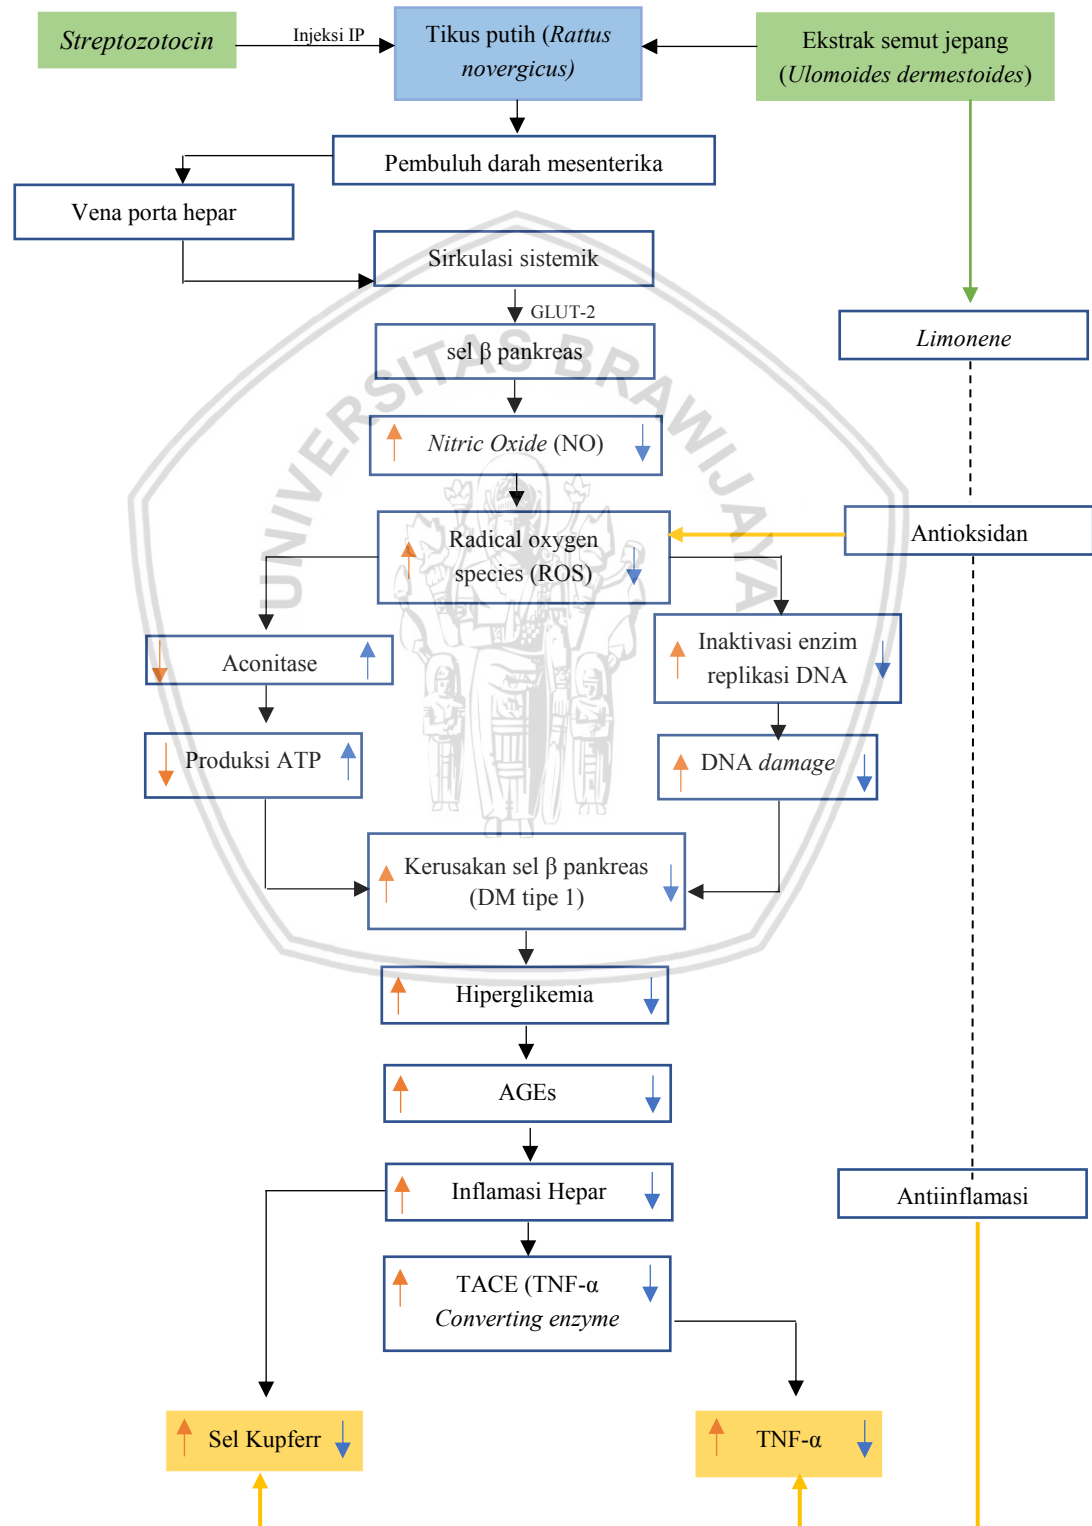 Streptozotocin
Injeksi IP
Tikus putih (Rattus
novergicus)
Ekstrak semut jepang
(Ulomoides dermestoides)
Pembuluh darah mesenterika
Vena porta hepar
Sirkulasi sistemik
GLUT-2
sel β pankreas
Limonene
UNIVERSITAS BRAWIJAYA
Nitric Oxide (NO)
Radical oxygen
species (ROS)
Antioksidan
Aconitase
Inaktivasi enzim
replikasi DNA
Produksi ATP
DNA damage
Kerusakan sel β pankreas
(DM tipe 1)
Hiperglikemia
AGEs
Inflamasi Hepar
Antiinflamasi
TACE (TNF-α
Converting enzyme
Sel Kupferr
TNF-α